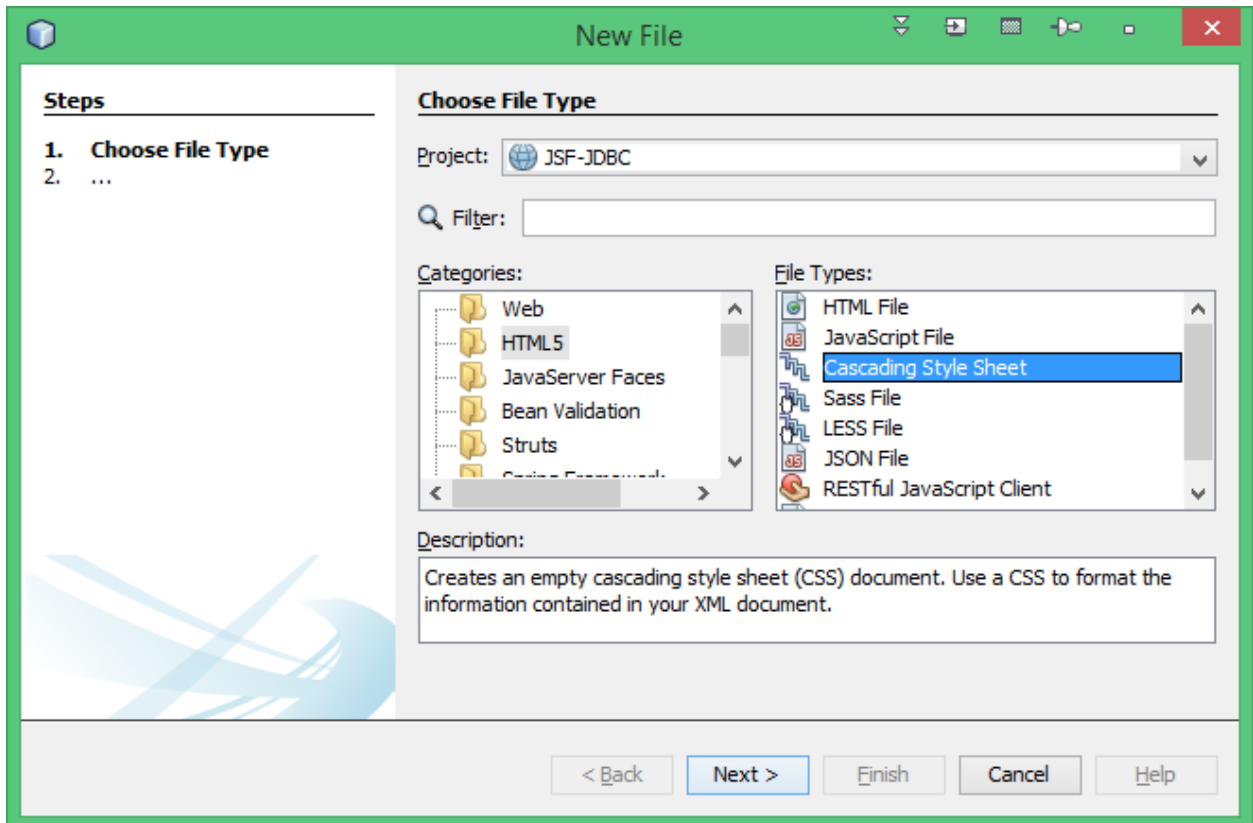 New File
Steps
1. Choose File Type
2. ...
Choose File Type
Project: JSF-JDBC
Filter:
Categories:
Web
HTML5
JavaServer Faces
Bean Validation
Struts
Spring Framework
File Types:
HTML File
JavaScript File
Cascading Style Sheet
Sass File
LESS File
JSON File
RESTful JavaScript Client
Description:
Creates an empty cascading style sheet (CSS) document. Use a CSS to format the
information contained in your XML document.
< Back
Next >
Finish
Cancel
Help